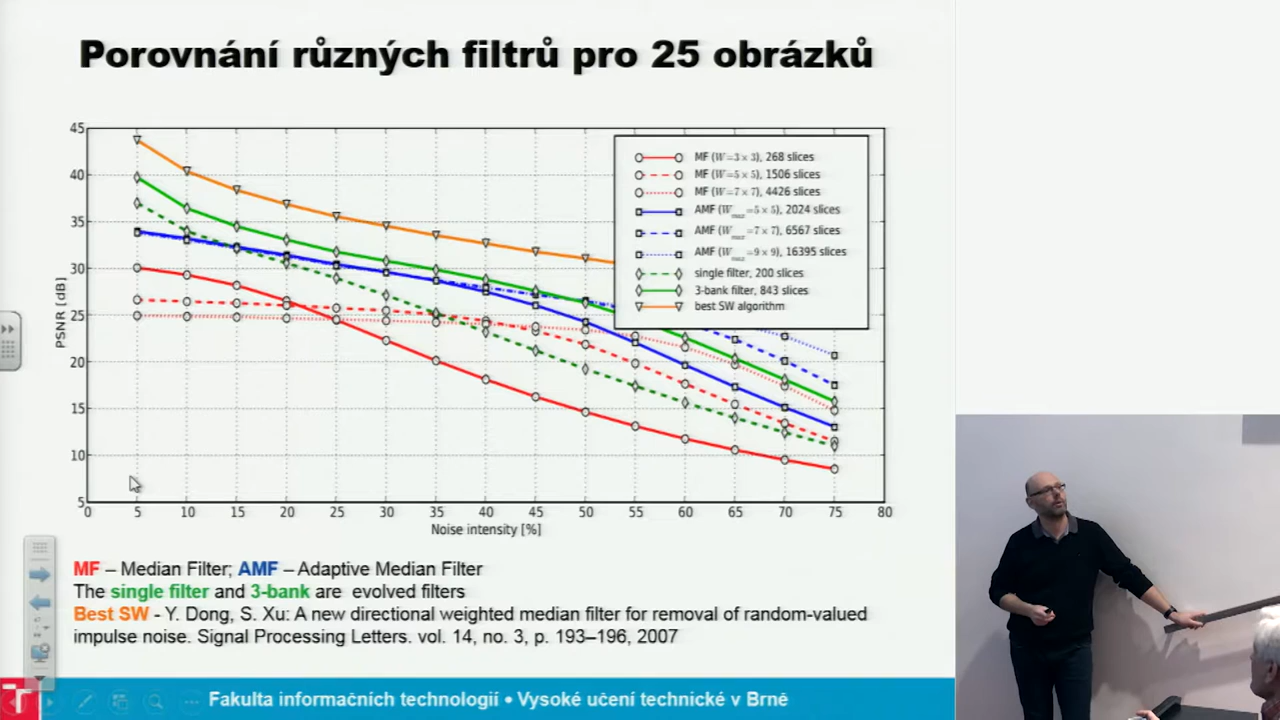 Porovnání různých filtrů pro 25 obrázků
45
40
35
30
25
20
15
10
5
PSNR [dB]
MF (W=3 × 3), 268 slices
MF (W=5 × 5), 1506 slices
MF (W=7 × 7), 4426 slices
AMF (W_max=5 × 5), 2024 slices
AMF (W_max=7 × 7), 6567 slices
AMF (W_max=9 × 9), 16395 slices
single filter, 200 slices
3-bank filter, 843 slices
best SW algorithm
0 5 10 15 20 25 30 35 40 45 50 55 60 65 70 75 80
Noise intensity [%]
MF – Median Filter; AMF – Adaptive Median Filter
The single filter and 3-bank are evolved filters
Best SW - Y. Dong, S. Xu: A new directional weighted median filter for removal of random-valued
impulse noise. Signal Processing Letters. vol. 14, no. 3, p. 193–196, 2007
Fakulta informačních technologií • Vysoké učení technické v Brně